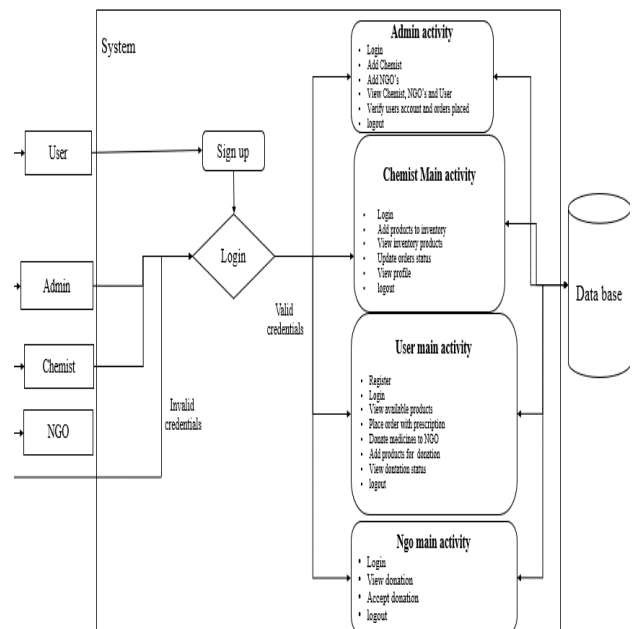 System
User
Sign up
Admin
Chemist
NGO
Login
Valid
credentials
Invalid
credentials
Admin activity
• Login
• Add Chemist
• Add NGO's
• View Chemist, NGO's and User
• Verify users account and orders placed
• logout
Chemist Main activity
• Login
• Add products to inventory
• View inventory products
• Update orders status
• View profile
• logout
User main activity
• Register
• Login
• View available products
• Place order with prescription
• Donate medicines to NGO
• Add products for donation
• View dontation status
• logout
Ngo main activity
• Login
• View donation
• Accept donation
• logout
Data base